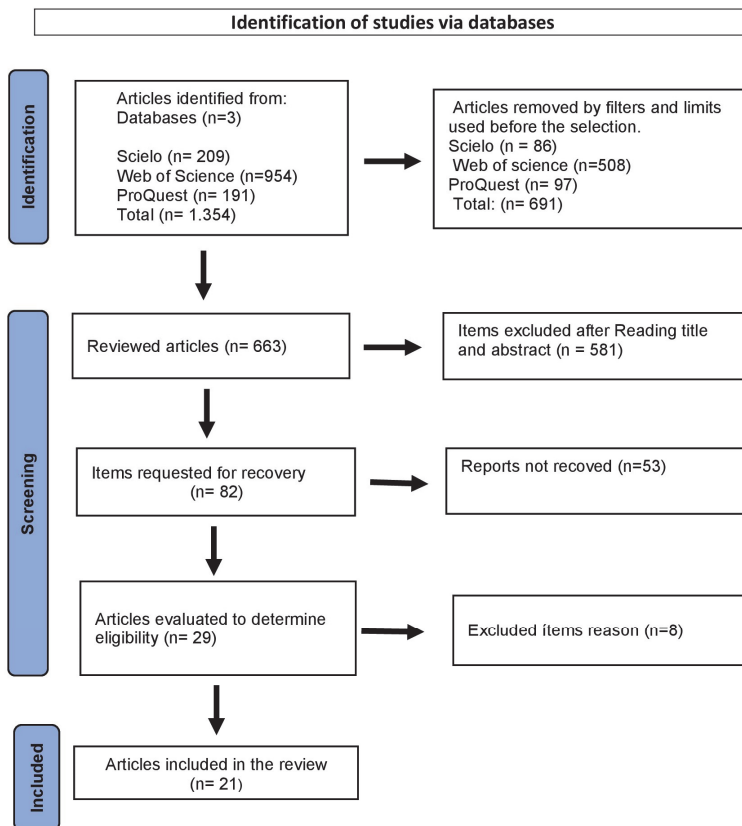 Identification of studies via databases
Identification
Articles identified from:
Databases (n=3)
Scielo (n= 209)
Web of Science (n=954)
ProQuest (n= 191)
Total (n= 1.354)
Articles removed by filters and limits
used before the selection.
Scielo (n = 86)
Web of science (n=508)
ProQuest (n= 97)
Total: (n= 691)
Screening
Reviewed articles (n= 663)
Items excluded after Reading title
and abstract (n = 581)
Items requested for recovery
(n= 82)
Reports not recoved (n=53)
Articles evaluated to determine
eligibility (n= 29)
Excluded ítems reason (n=8)
Included
Articles included in the review
(n= 21)